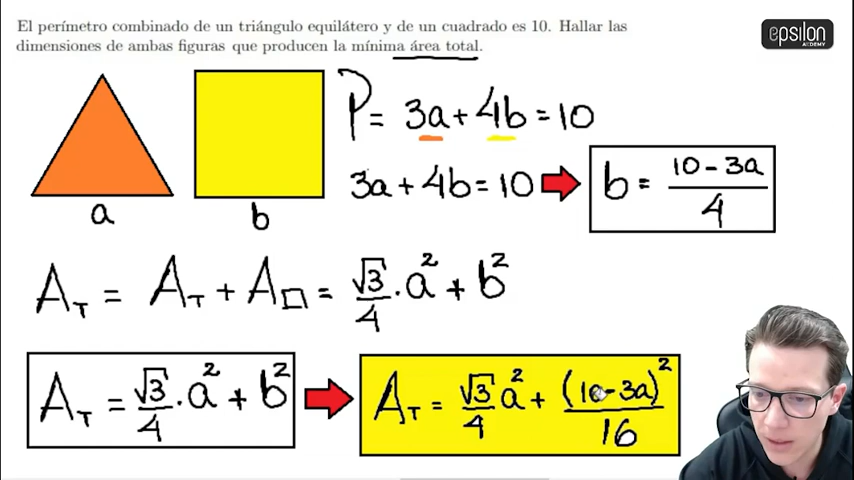 El perímetro combinado de un triángulo equilátero y de un cuadrado es 10. Hallar las
dimensiones de ambas figuras que producen la mínima área total.
epsilon
ACADEMY
P = 3a + 4b = 10
3a + 4b = 10
b = (10 - 3a)/4
a
b
A_T = A_T + A_□ = √3/4 · a² + b²
A_T = √3/4 · a² + b²
A_T = √3/4 a² + (10 - 3a)²/16